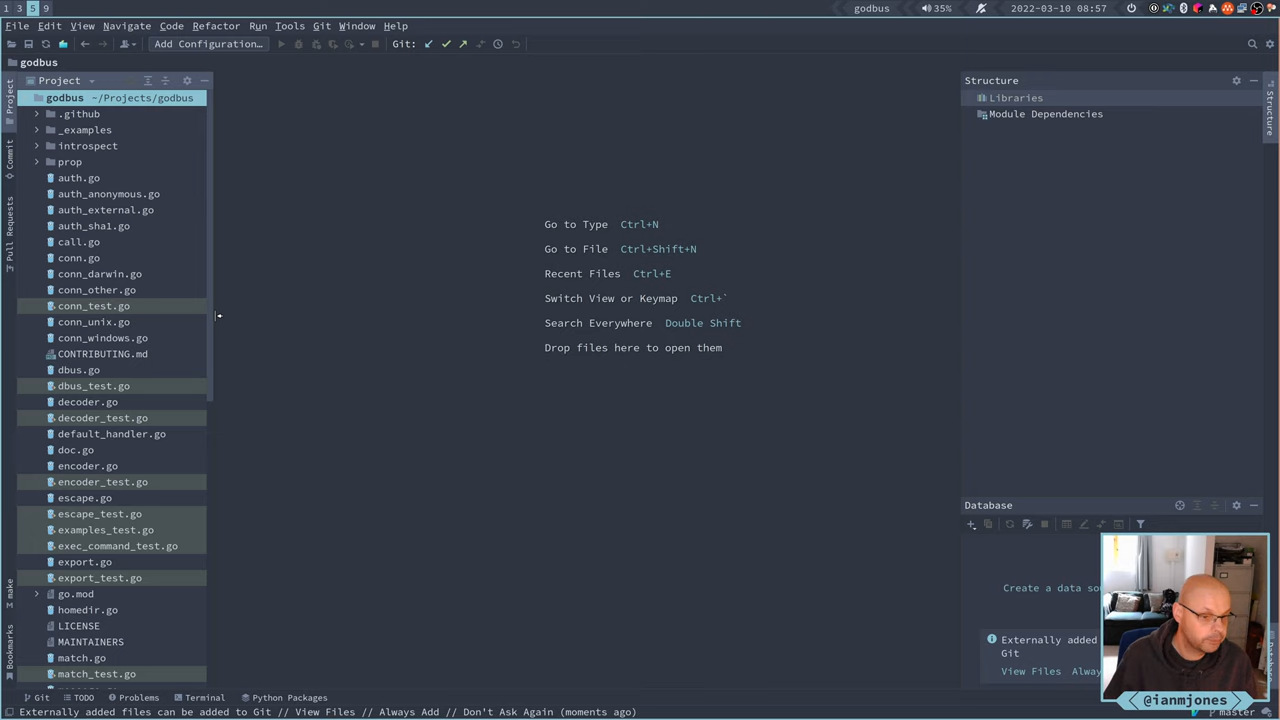 1 3 5 9
godbus
35%
2022-03-10 08:57
File Edit View Navigate Code Refactor Run Tools Git Window Help
Add Configuration...
Git:
godbus
Project
godbus ~/Projects/godbus
.github
_examples
introspect
prop
auth.go
auth_anonymous.go
auth_external.go
auth_sha1.go
call.go
conn.go
conn_darwin.go
conn_other.go
conn_test.go
conn_unix.go
conn_windows.go
CONTRIBUTING.md
dbus.go
dbus_test.go
decoder.go
decoder_test.go
default_handler.go
doc.go
encoder.go
encoder_test.go
escape.go
escape_test.go
examples_test.go
exec_command_test.go
export.go
export_test.go
go.mod
homedir.go
LICENSE
MAINTAINERS
match.go
match_test.go
Project
Commit
Pull Requests
make
Bookmarks
Go to Type Ctrl+N
Go to File Ctrl+Shift+N
Recent Files Ctrl+E
Switch View or Keymap Ctrl+`
Search Everywhere Double Shift
Drop files here to open them
Structure
Libraries
Module Dependencies
Structure
Database
Create a data so
Externally added
Git
View Files Alway
Database
@ianmjones
Git TODO Problems Terminal Python Packages
Externally added files can be added to Git // View Files // Always Add // Don't Ask Again (moments ago)
master